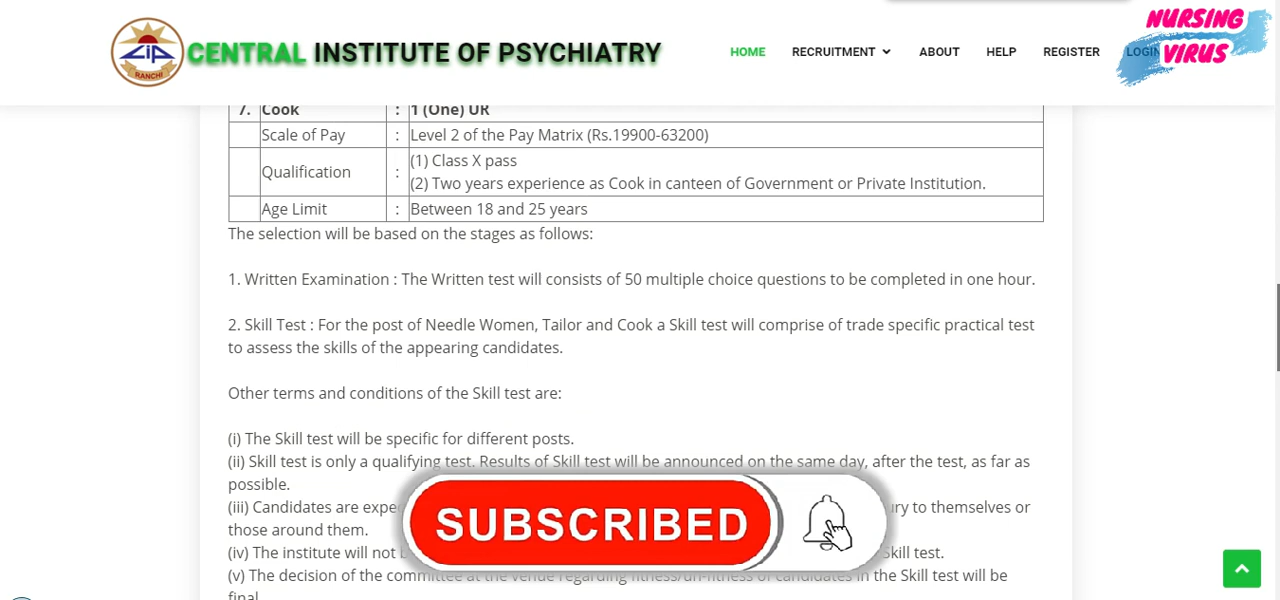 RANCHI
CENTRAL INSTITUTE OF PSYCHIATRY
HOME RECRUITMENT ABOUT HELP REGISTER LOGIN
NURSING
VIRUS
7. Cook : 1 (One) UR
Scale of Pay : Level 2 of the Pay Matrix (Rs.19900-63200)
Qualification : (1) Class X pass
(2) Two years experience as Cook in canteen of Government or Private Institution.
Age Limit : Between 18 and 25 years
The selection will be based on the stages as follows:
1. Written Examination : The Written test will consists of 50 multiple choice questions to be completed in one hour.
2. Skill Test : For the post of Needle Women, Tailor and Cook a Skill test will comprise of trade specific practical test
to assess the skills of the appearing candidates.
Other terms and conditions of the Skill test are:
(i) The Skill test will be specific for different posts.
(ii) Skill test is only a qualifying test. Results of Skill test will be announced on the same day, after the test, as far as
possible.
(iii) Candidates are to themselves or
those around them.
(iv) The institute will not Skill test.
(v) The decision of the committee at the venue regarding fitness/un-fitness of candidates in the Skill test will be
final
SUBSCRIBED